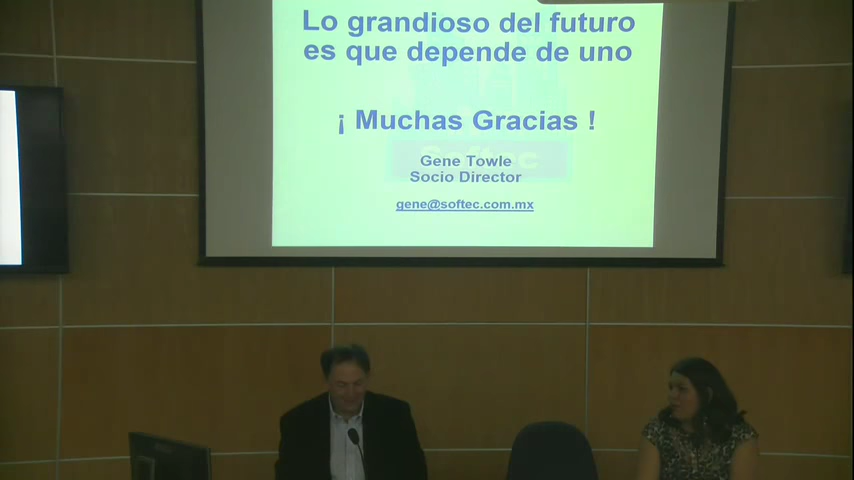 Lo grandioso del futuro
es que depende de uno
¡ Muchas Gracias !
Softec
Gene Towle
Socio Director
gene@softec.com.mx